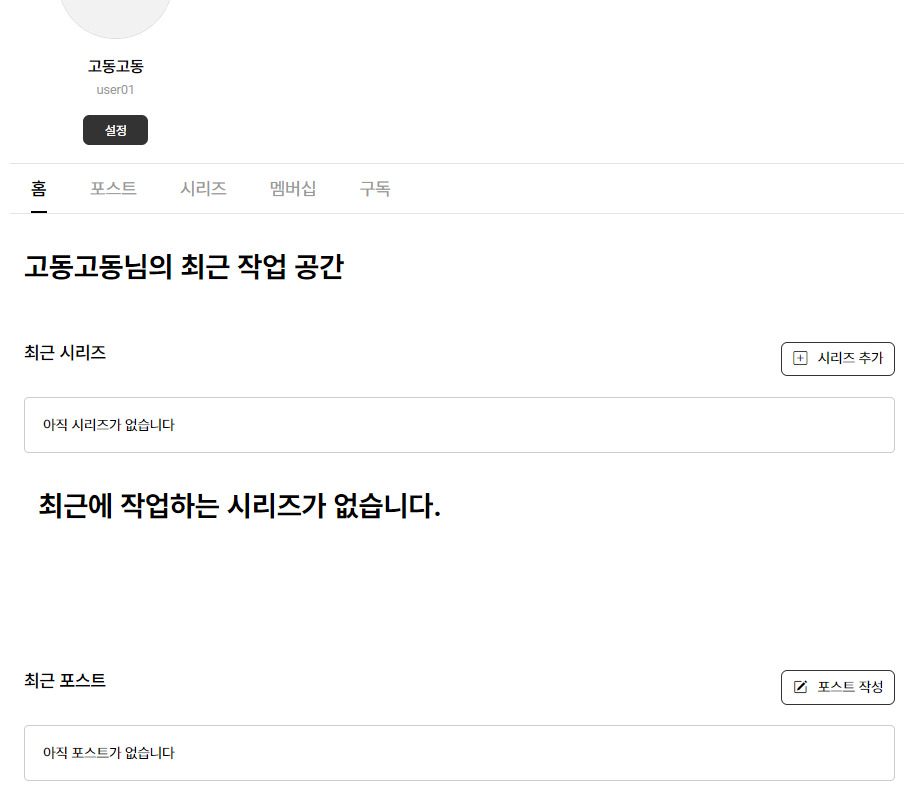 고동고동
user01
설정
홈 포스트 시리즈 멤버십 구독
고동고동님의 최근 작업 공간
최근 시리즈
시리즈 추가
아직 시리즈가 없습니다
최근에 작업하는 시리즈가 없습니다.
최근 포스트
포스트 작성
아직 포스트가 없습니다